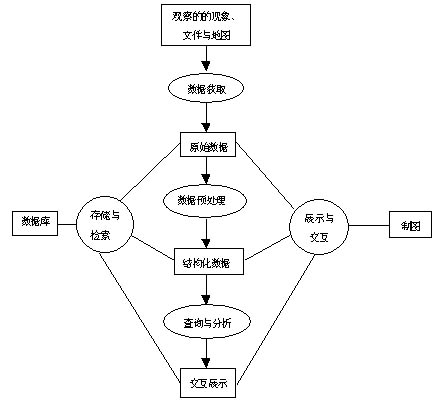 观察的的现象、
文件与地图
数据获取
原始数据
数据预处理
数据库
存储与
检索
展示与
交互
制图
结构化数据
查询与分析
交互展示